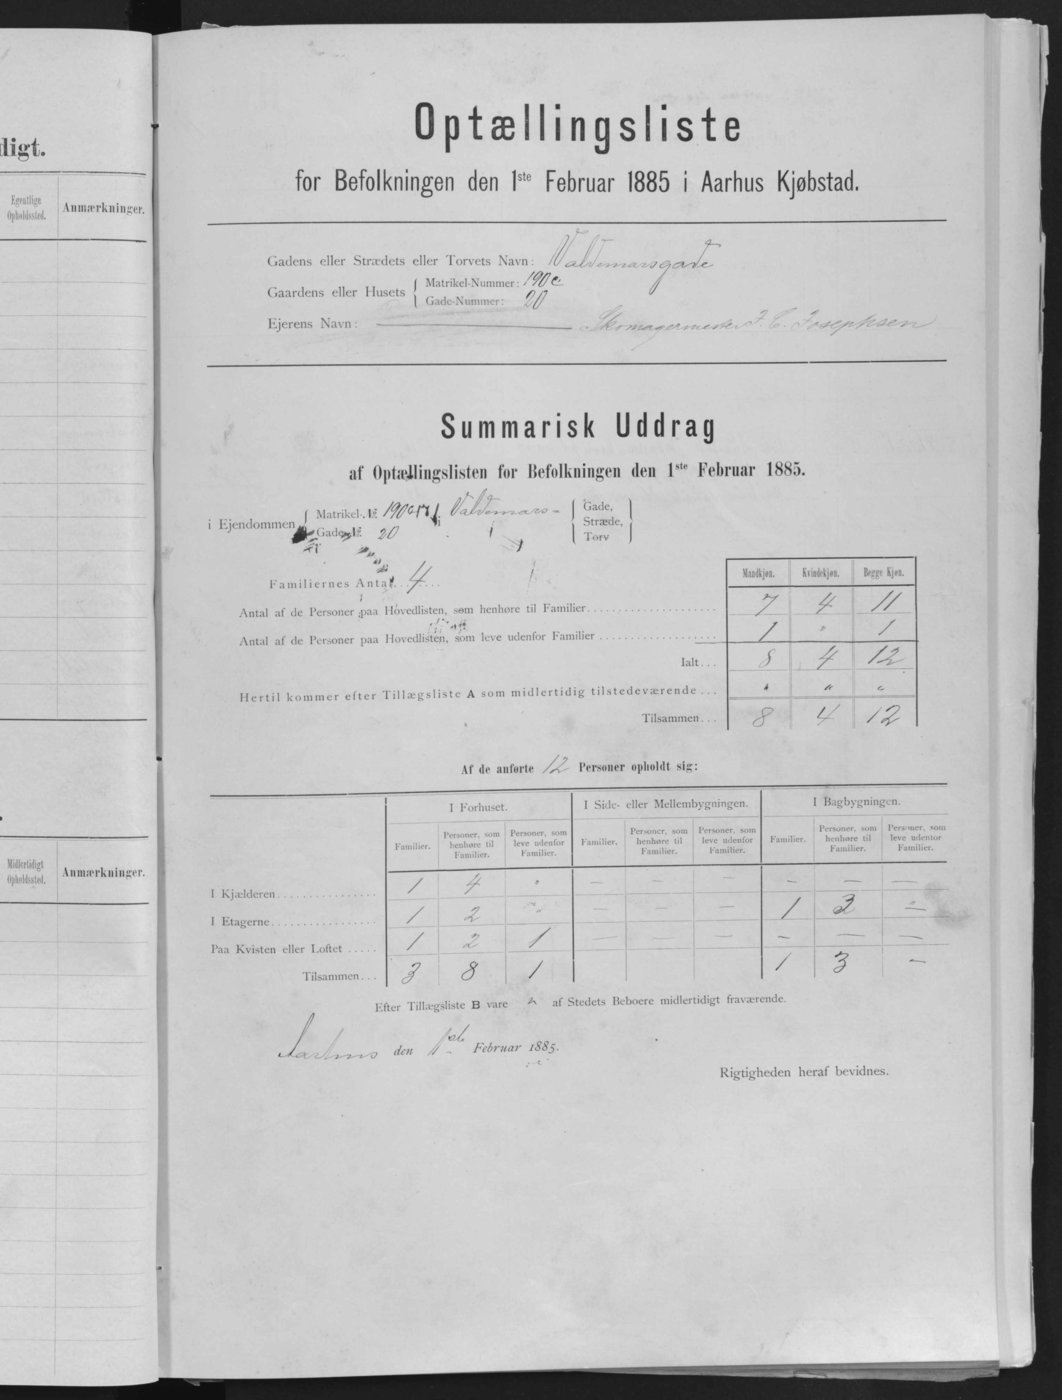 digt.
Egentlige Opholdssted.
Anmærkninger.
Midlertidigt Opholdssted.
Anmærkninger.
Optællingsliste
for Befolkningen den 1ste Februar 1885 i Aarhus Kjøbstad.
Gadens eller Strædets eller Torvets Navn: Valdemarsgade
Gaardens eller Husets { Matrikel-Nummer: 190c
Gade-Nummer: 20
Ejerens Navn: Skomagermester F. C. Josephsen
Summarisk Uddrag
af Optællingslisten for Befolkningen den 1ste Februar 1885.
i Ejendommen { Matrikel-№ 190c i Valdemars- { Gade, }
Gade-№ 20 Stræde,
Torv
Familiernes Antal 4
Mandkjøn. Kvindekjøn. Begge Kjøn.
Antal af de Personer paa Hovedlisten, som henhøre til Familier 7 4 11
Antal af de Personer paa Hovedlisten, som leve udenfor Familier 1 " 1
Ialt 8 4 12
Hertil kommer efter Tillægsliste A som midlertidig tilstedeværende " " "
Tilsammen 8 4 12
Af de anførte 12 Personer opholdt sig:
I Forhuset. I Side- eller Mellembygningen. I Bagbygningen.
Familier. Personer, som henhøre til Familier. Personer, som leve udenfor Familier. Familier. Personer, som henhøre til Familier. Personer, som leve udenfor Familier. Familier. Personer, som henhøre til Familier. Personer, som leve udenfor Familier.
I Kjælderen 1 4 " — — — — — —
I Etagerne 1 2 " — — — 1 3 —
Paa Kvisten eller Loftet 1 2 1 — — — — — —
Tilsammen 3 8 1 1 3 —
Efter Tillægsliste B vare " af Stedets Beboere midlertidigt fraværende.
Aarhus den 1ste Februar 1885.
Rigtigheden heraf bevidnes.